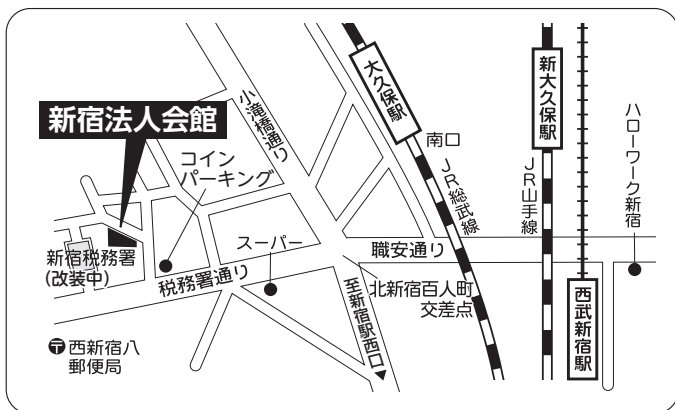 新宿法人会館
小滝橋通り
コイン
パーキング
大久保駅
南口
JR総武線
新大久保駅
JR山手線
ハローワーク新宿
新宿税務署
(改装中)
スーパー
職安通り
税務署通り
北新宿百人町
交差点
至新宿駅西口
西武新宿駅
〒西新宿八
郵便局